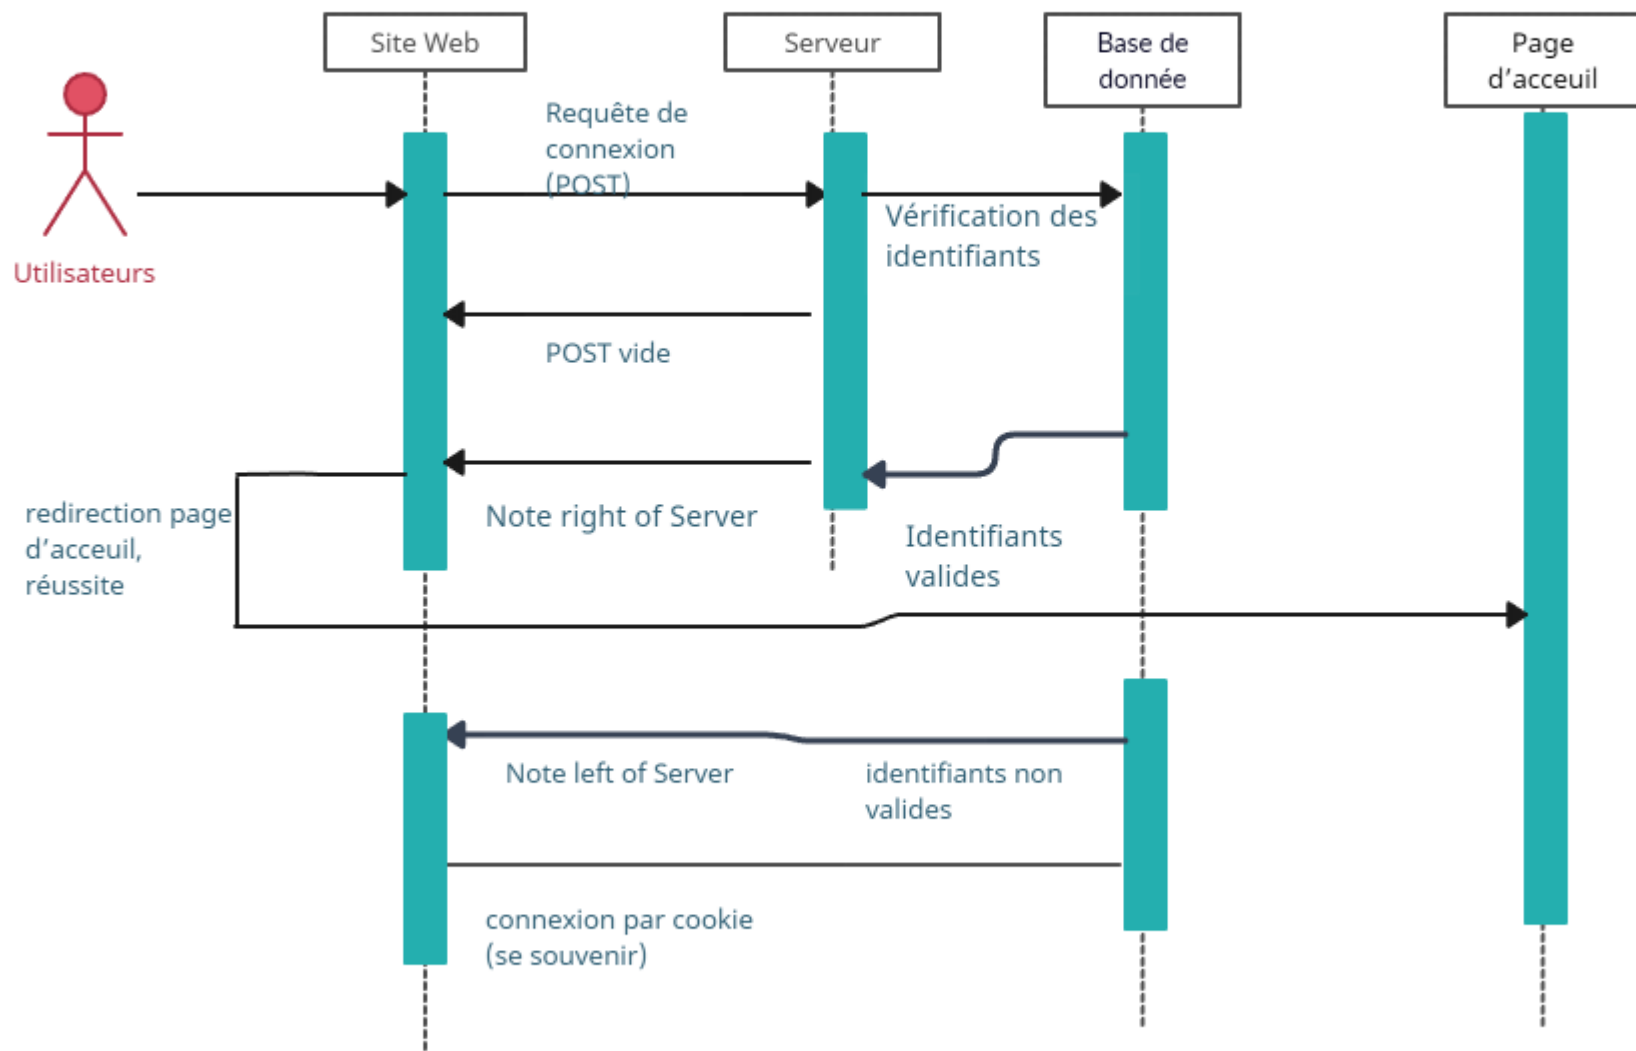 Site Web
Serveur
Base de
donnée
Page
d'acceuil
Utilisateurs
Requête de
connexion
(POST)
Vérification des
identifiants
POST vide
Note right of Server
Identifiants
valides
redirection page
d'acceuil,
réussite
Note left of Server
identifiants non
valides
connexion par cookie
(se souvenir)